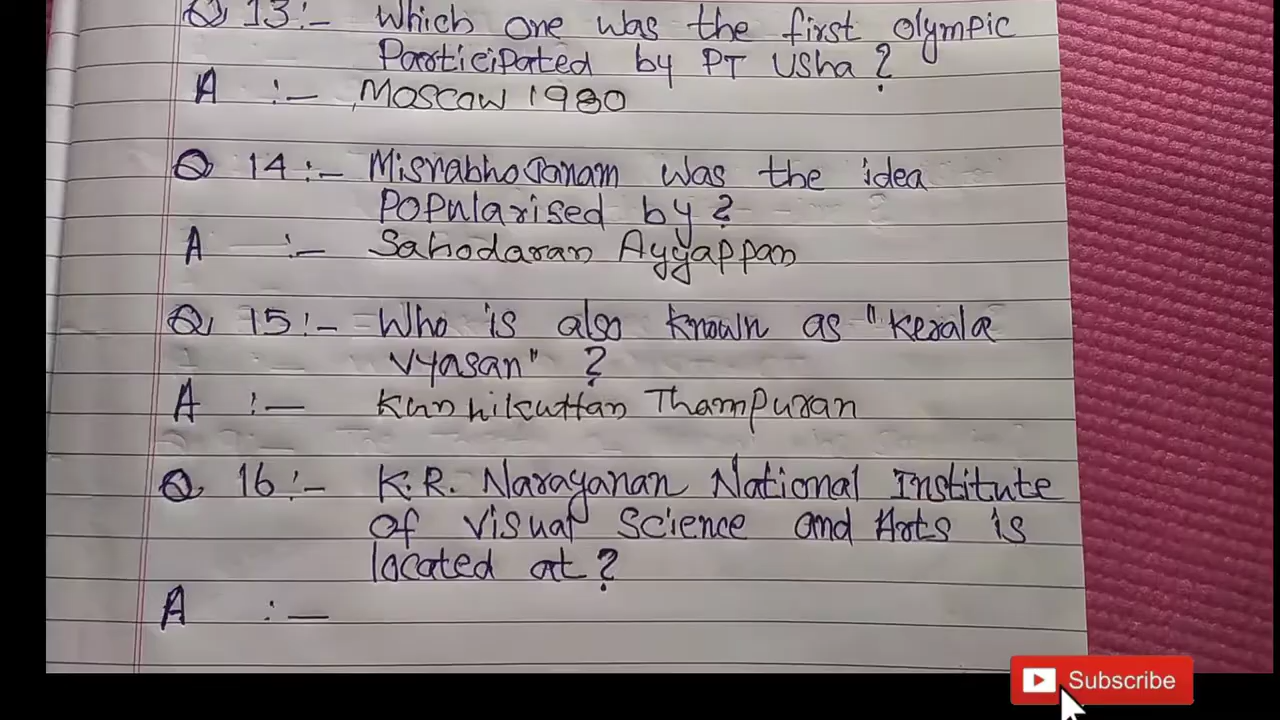 Q 13:- Which one was the first olympic
Participated by PT Usha ?
A :- Moscow 1980
Q 14:- Misrabhojanam was the idea
Popularised by ?
A :- Sahodaran Ayyappan
Q 15:- Who is also known as "Kerala
Vyasan" ?
A :- Kunhikuttan Thampuran
Q 16:- K.R. Narayanan National Institute
of visual science and Arts is
located at ?
A :-
Subscribe